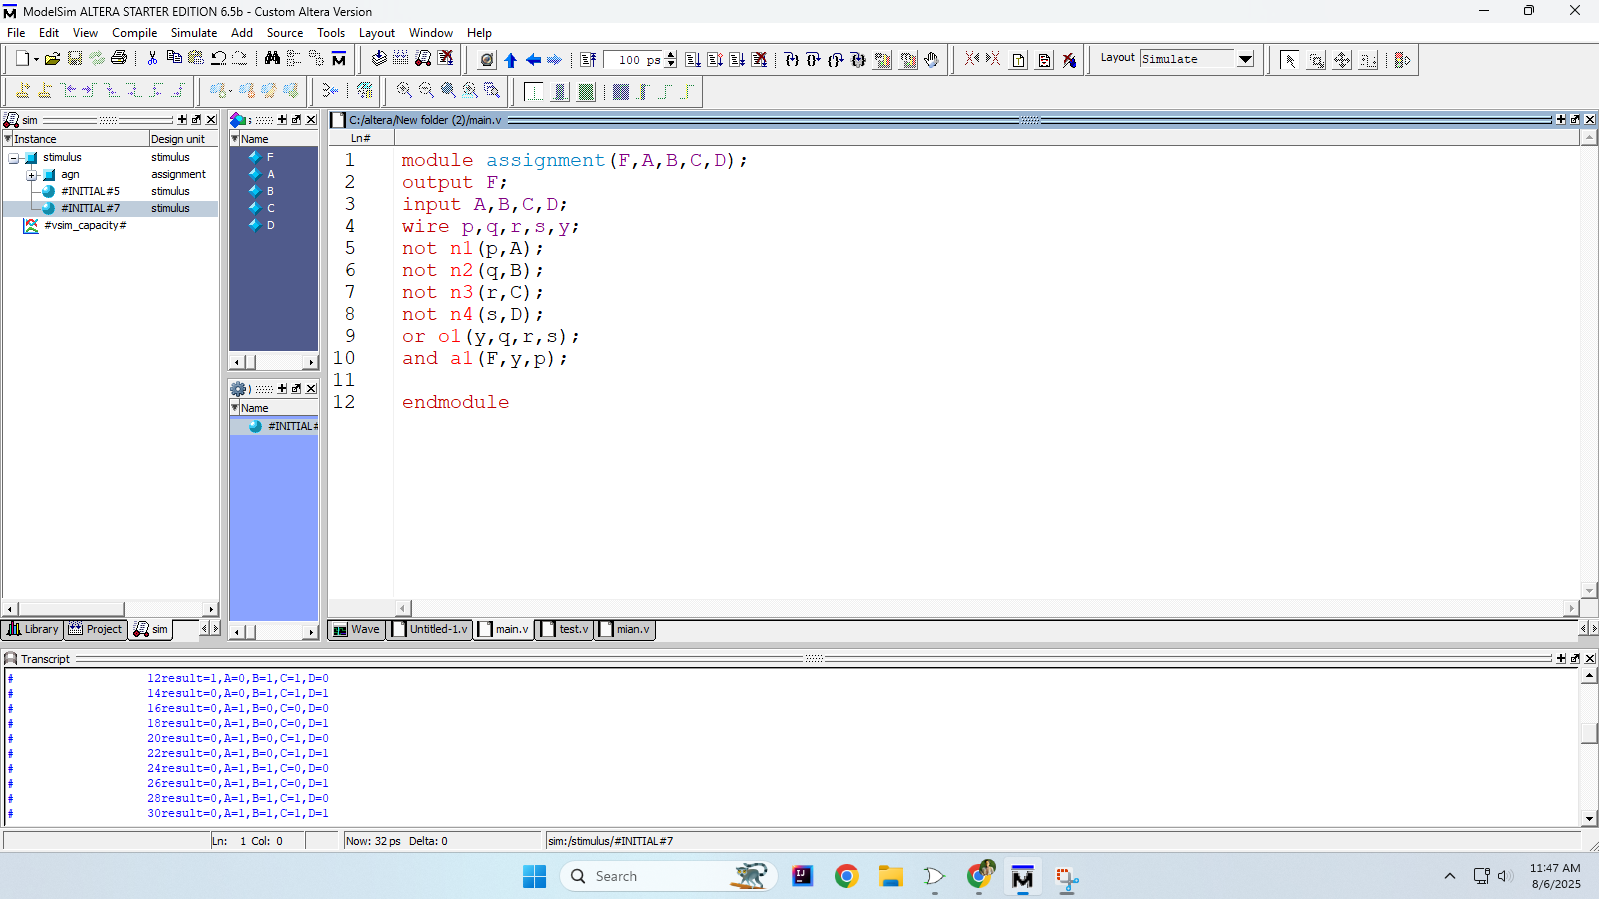 ModelSim ALTERA STARTER EDITION 6.5b - Custom Altera Version
File Edit View Compile Simulate Add Source Tools Layout Window Help
100 ps
Layout Simulate
sim
Instance Design unit
stimulus stimulus
agn assignment
#INITIAL#5 stimulus
#INITIAL#7 stimulus
#vsim_capacity#
Name
F
A
B
C
D
Name
#INITIAL#
C:/altera/New folder (2)/main.v
Ln#
1 module assignment(F,A,B,C,D);
2 output F;
3 input A,B,C,D;
4 wire p,q,r,s,y;
5 not n1(p,A);
6 not n2(q,B);
7 not n3(r,C);
8 not n4(s,D);
9 or o1(y,q,r,s);
10 and a1(F,y,p);
11
12 endmodule
Library Project sim
Wave Untitled-1.v main.v test.v mian.v
Transcript
# 12result=1,A=0,B=1,C=1,D=0
# 14result=0,A=0,B=1,C=1,D=1
# 16result=0,A=1,B=0,C=0,D=0
# 18result=0,A=1,B=0,C=0,D=1
# 20result=0,A=1,B=0,C=1,D=0
# 22result=0,A=1,B=0,C=1,D=1
# 24result=0,A=1,B=1,C=0,D=0
# 26result=0,A=1,B=1,C=0,D=1
# 28result=0,A=1,B=1,C=1,D=0
# 30result=0,A=1,B=1,C=1,D=1
Ln: 1 Col: 0 Now: 32 ps Delta: 0 sim:/stimulus/#INITIAL#7
Search
11:47 AM
8/6/2025